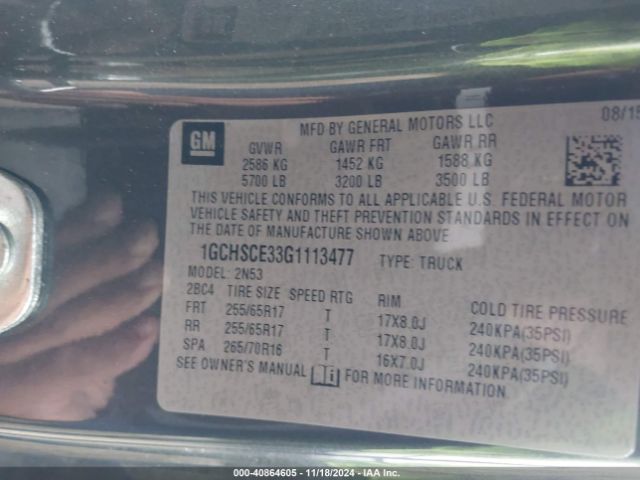 GM
MFD BY GENERAL MOTORS LLC
08/15
GVWR GAWR FRT GAWR RR
2586 KG 1452 KG 1588 KG
5700 LB 3200 LB 3500 LB
THIS VEHICLE CONFORMS TO ALL APPLICABLE U.S. FEDERAL MOTOR
VEHICLE SAFETY AND THEFT PREVENTION STANDARDS IN EFFECT ON
THE DATE OF MANUFACTURE SHOWN ABOVE
1GCHSCE33G1113477 TYPE: TRUCK
MODEL: 2N53
2BC4 TIRE SIZE SPEED RTG RIM COLD TIRE PRESSURE
FRT 255/65R17 T 17X8.0J 240KPA(35PSI)
RR 255/65R17 T 17X8.0J 240KPA(35PSI)
SPA 265/70R16 T 16X7.0J 240KPA(35PSI)
SEE OWNER'S MANUAL FOR MORE INFORMATION
000-40864605 - 11/18/2024 - IAA Inc.